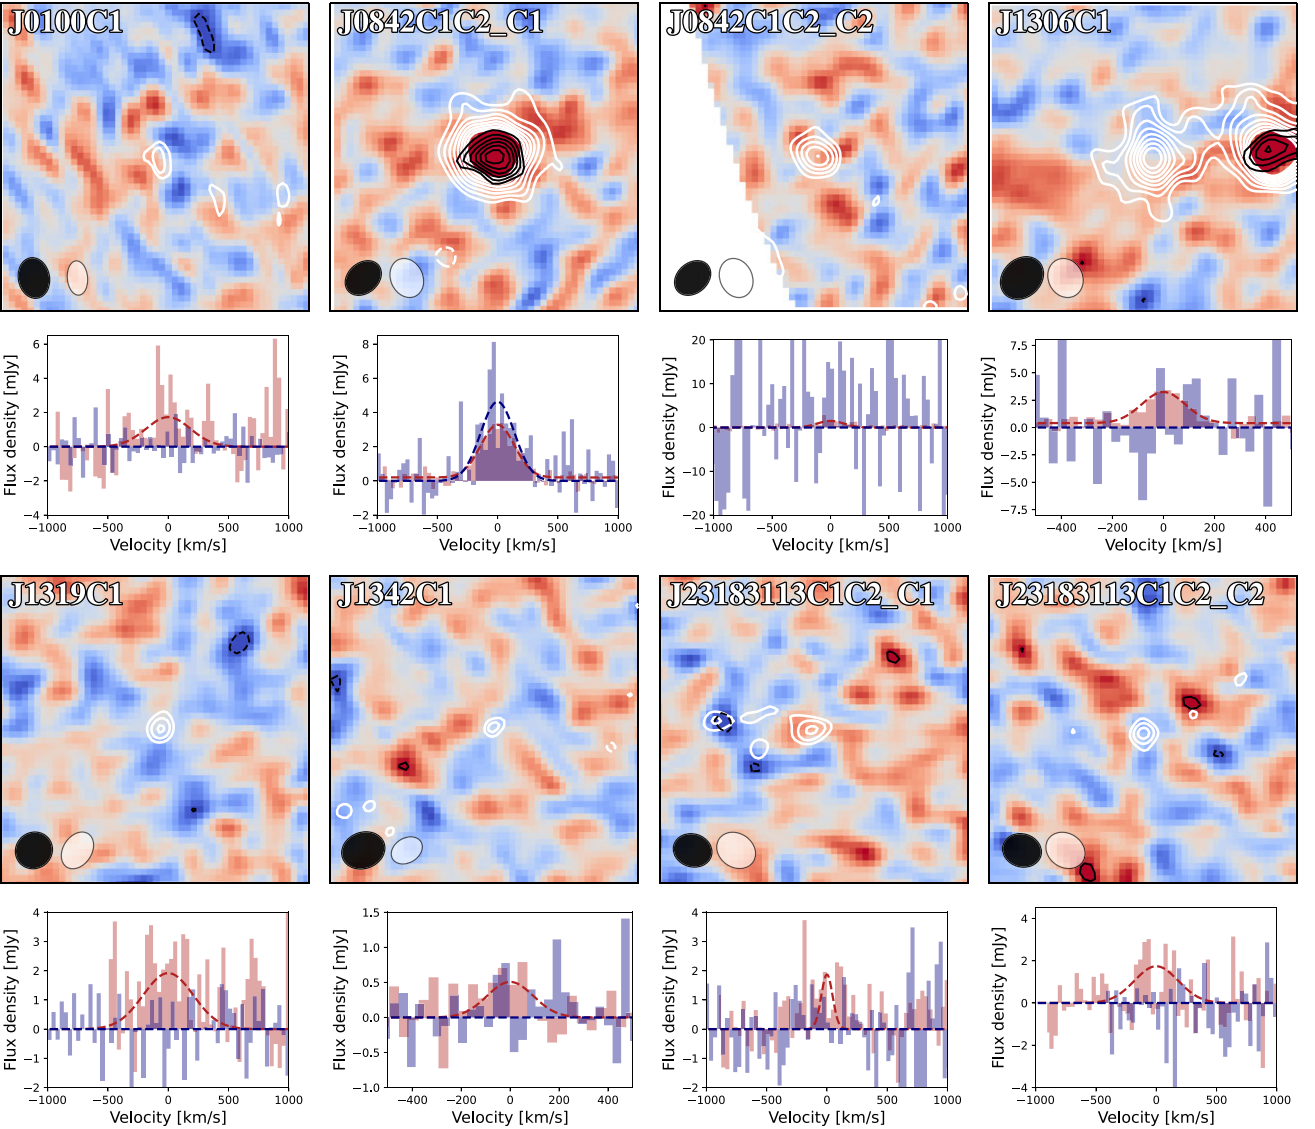 J0100C1
J0842C1C2_C1
J0842C1C2_C2
J1306C1
Flux density [mJy]
6
4
2
0
−2
−4
−1000 −500 0 500 1000
Velocity [km/s]
Flux density [mJy]
8
6
4
2
0
−2
−1000 −500 0 500 1000
Velocity [km/s]
Flux density [mJy]
20
10
0
−10
−20
−1000 −500 0 500 1000
Velocity [km/s]
Flux density [mJy]
7.5
5.0
2.5
0.0
−2.5
−5.0
−7.5
−400 −200 0 200 400
Velocity [km/s]
J1319C1
J1342C1
J23183113C1C2_C1
J23183113C1C2_C2
Flux density [mJy]
4
3
2
1
0
−1
−2
−1000 −500 0 500 1000
Velocity [km/s]
Flux density [mJy]
1.5
1.0
0.5
0.0
−0.5
−1.0
−400 −200 0 200 400
Velocity [km/s]
Flux density [mJy]
4
3
2
1
0
−1
−2
−1000 −500 0 500 1000
Velocity [km/s]
Flux density [mJy]
4
2
0
−2
−4
−1000 −500 0 500 1000
Velocity [km/s]